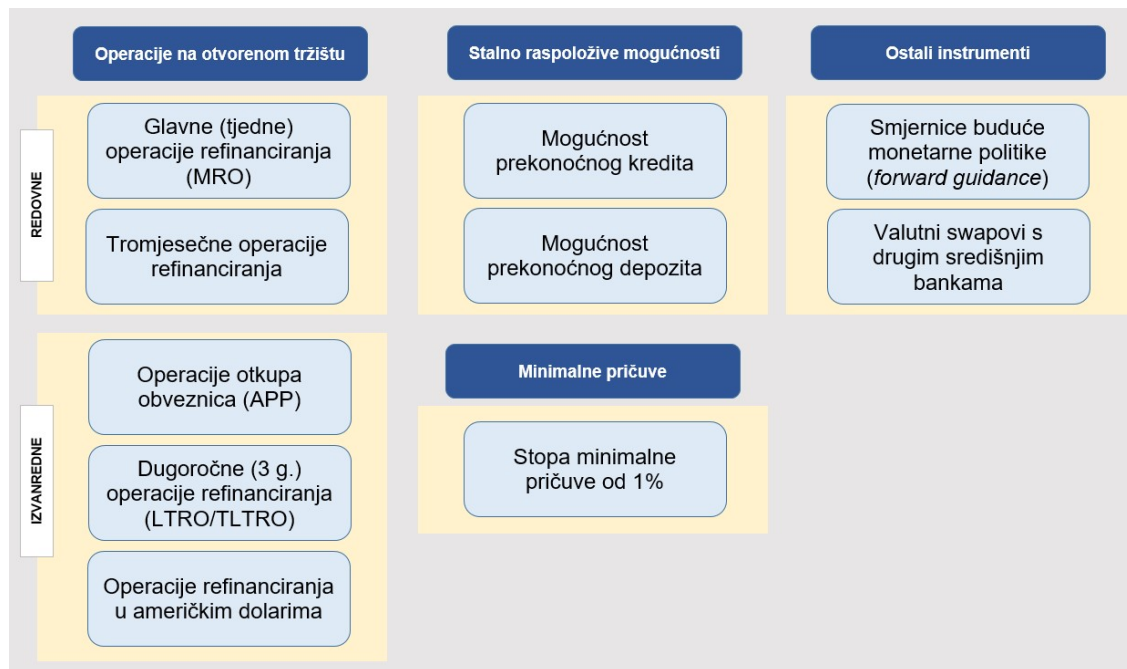 Operacije na otvorenom tržištu
Stalno raspoložive mogućnosti
Ostali instrumenti
REDOVNE
Glavne (tjedne)
operacije refinanciranja
(MRO)
Tromjesečne operacije
refinanciranja
Mogućnost
prekonoćnog kredita
Mogućnost
prekonoćnog depozita
Smjernice buduće
monetarne politike
(forward guidance)
Valutni swapovi s
drugim središnjim
bankama
IZVANREDNE
Operacije otkupa
obveznica (APP)
Dugoročne (3 g.)
operacije refinanciranja
(LTRO/TLTRO)
Operacije refinanciranja
u američkim dolarima
Minimalne pričuve
Stopa minimalne
pričuve od 1%